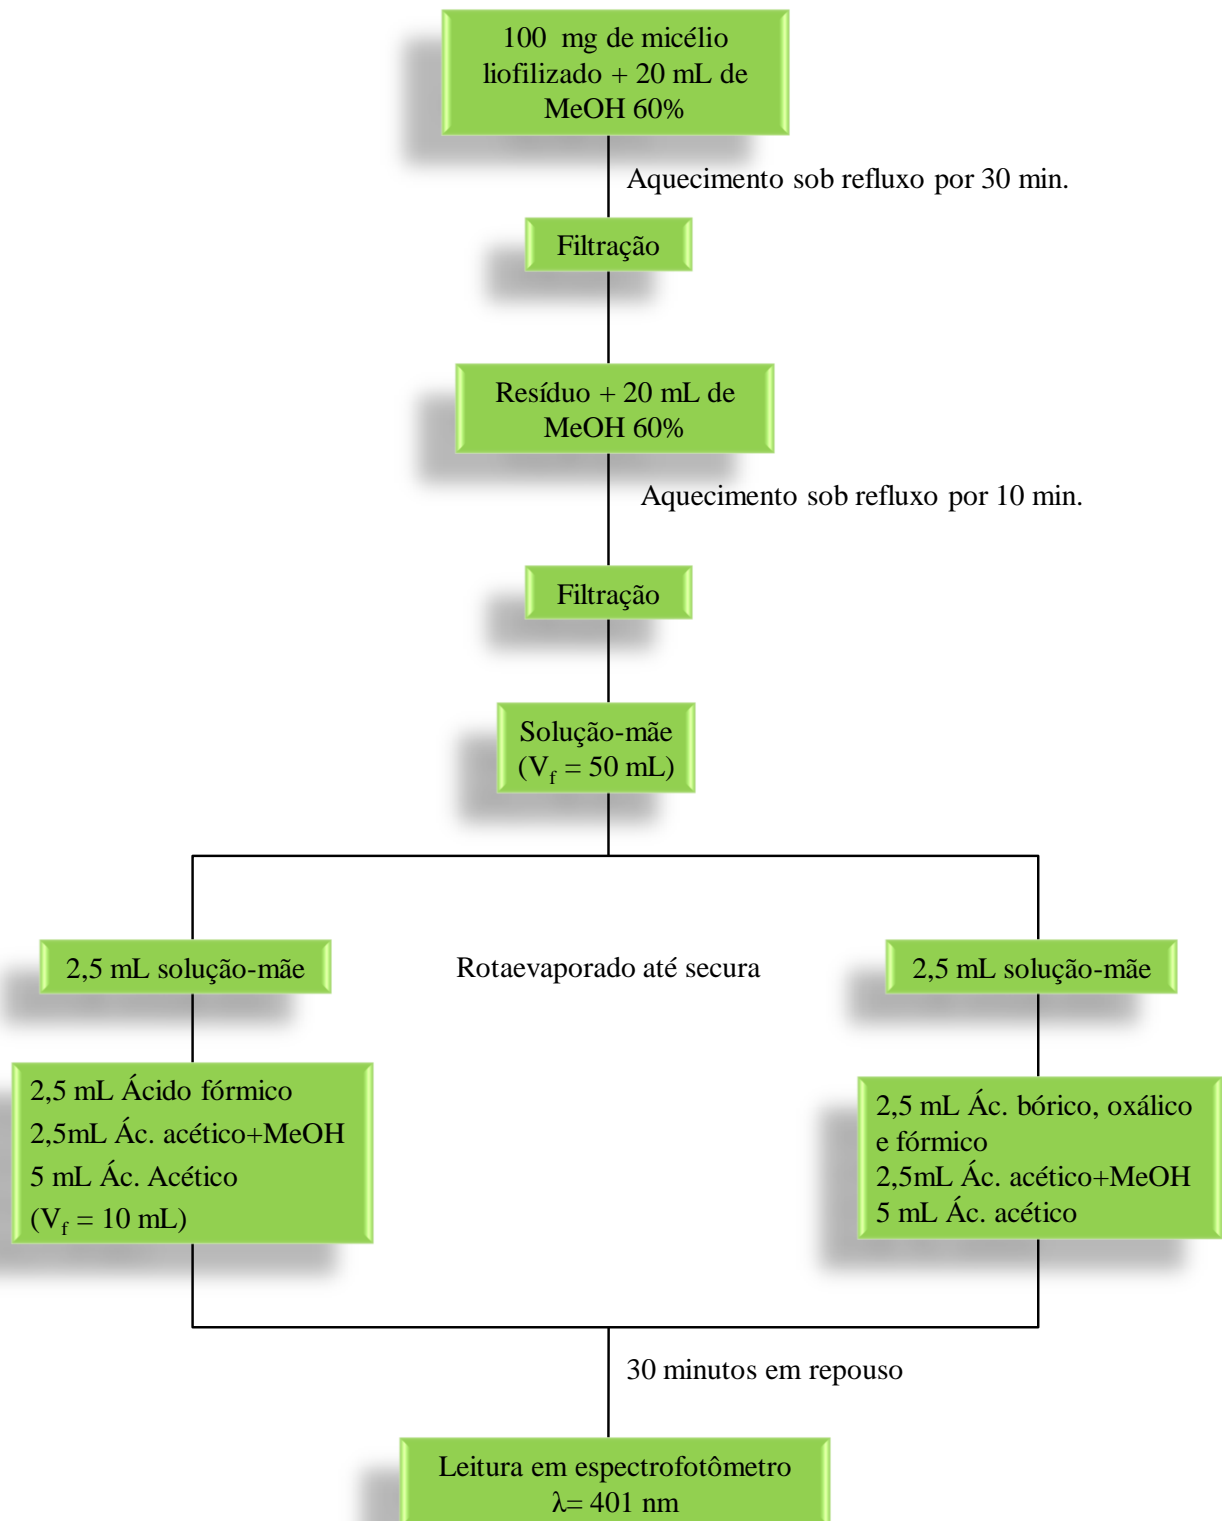 100 mg de micélio
liofilizado + 20 mL de
MeOH 60%
Aquecimento sob refluxo por 30 min.
Filtração
Resíduo + 20 mL de
MeOH 60%
Aquecimento sob refluxo por 10 min.
Filtração
Solução-mãe
(Vf = 50 mL)
2,5 mL solução-mãe
Rotaevaporado até secura
2,5 mL solução-mãe
2,5 mL Ácido fórmico
2,5mL Ác. acético+MeOH
5 mL Ác. Acético
(Vf = 10 mL)
2,5 mL Ác. bórico, oxálico
e fórmico
2,5mL Ác. acético+MeOH
5 mL Ác. acético
30 minutos em repouso
Leitura em espectrofotômetro
λ= 401 nm